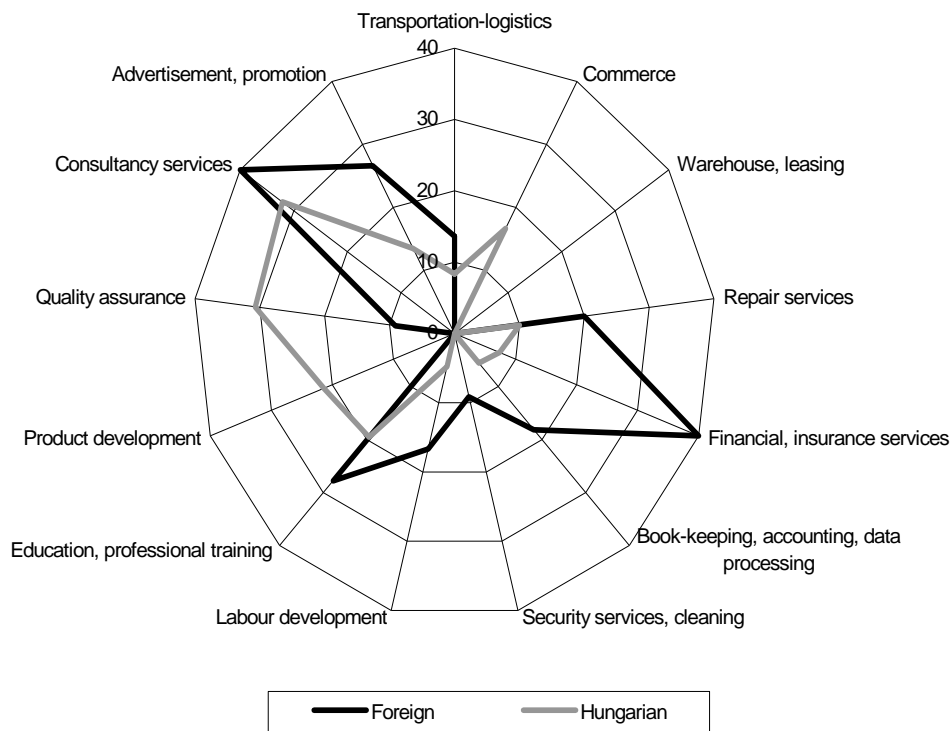 Transportation-logistics
40
Advertisement, promotion
Commerce
30
Consultancy services
Warehouse, leasing
20
10
Quality assurance
Repair services
0
Product development
Financial, insurance services
Education, professional training
Book-keeping, accounting, data
processing
Labour development
Security services, cleaning
Foreign
Hungarian